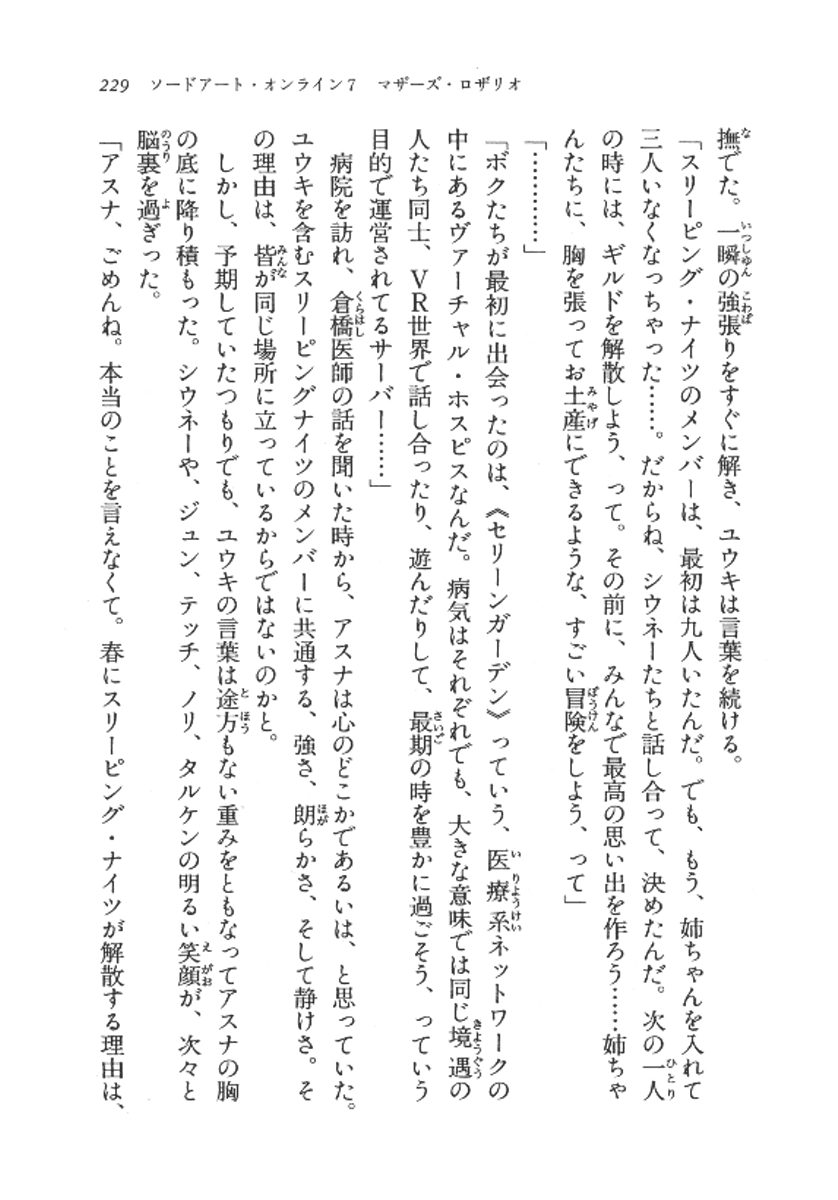 229 ソードアート・オンライン7 マザーズ・ロザリオ
撫でた。一瞬の強張りをすぐに解き、ユウキは言葉を続ける。
「スリーピング・ナイツのメンバーは、最初は九人いたんだ。でも、もう、姉ちゃんを入れて
三人いなくなっちゃった……。だからね、シウネーたちと話し合って、決めたんだ。次の一人
の時には、ギルドを解散しよう、って。その前に、みんなで最高の思い出を作ろう……姉ちゃ
んたちに、胸を張ってお土産にできるような、すごい冒険をしよう、って」
「…………」
「ボクたちが最初に出会ったのは、《セリーンガーデン》っていう、医療系ネットワークの
中にあるヴァーチャル・ホスピスなんだ。病気はそれぞれでも、大きな意味では同じ境遇の
人たち同士、VR世界で話し合ったり、遊んだりして、最期の時を豊かに過ごそう、っていう
目的で運営されてるサーバー……」
病院を訪れ、倉橋医師の話を聞いた時から、アスナは心のどこかであるいは、と思っていた。
ユウキを含むスリーピングナイツのメンバーに共通する、強さ、朗らかさ、そして静けさ。そ
の理由は、皆が同じ場所に立っているからではないのかと。
しかし、予期していたつもりでも、ユウキの言葉は途方もない重みをともなってアスナの胸
の底に降り積もった。シウネーや、ジュン、テッチ、ノリ、タルケンの明るい笑顔が、次々と
脳裏を過ぎった。
「アスナ、ごめんね。本当のことを言えなくて。春にスリーピング・ナイツが解散する理由は、